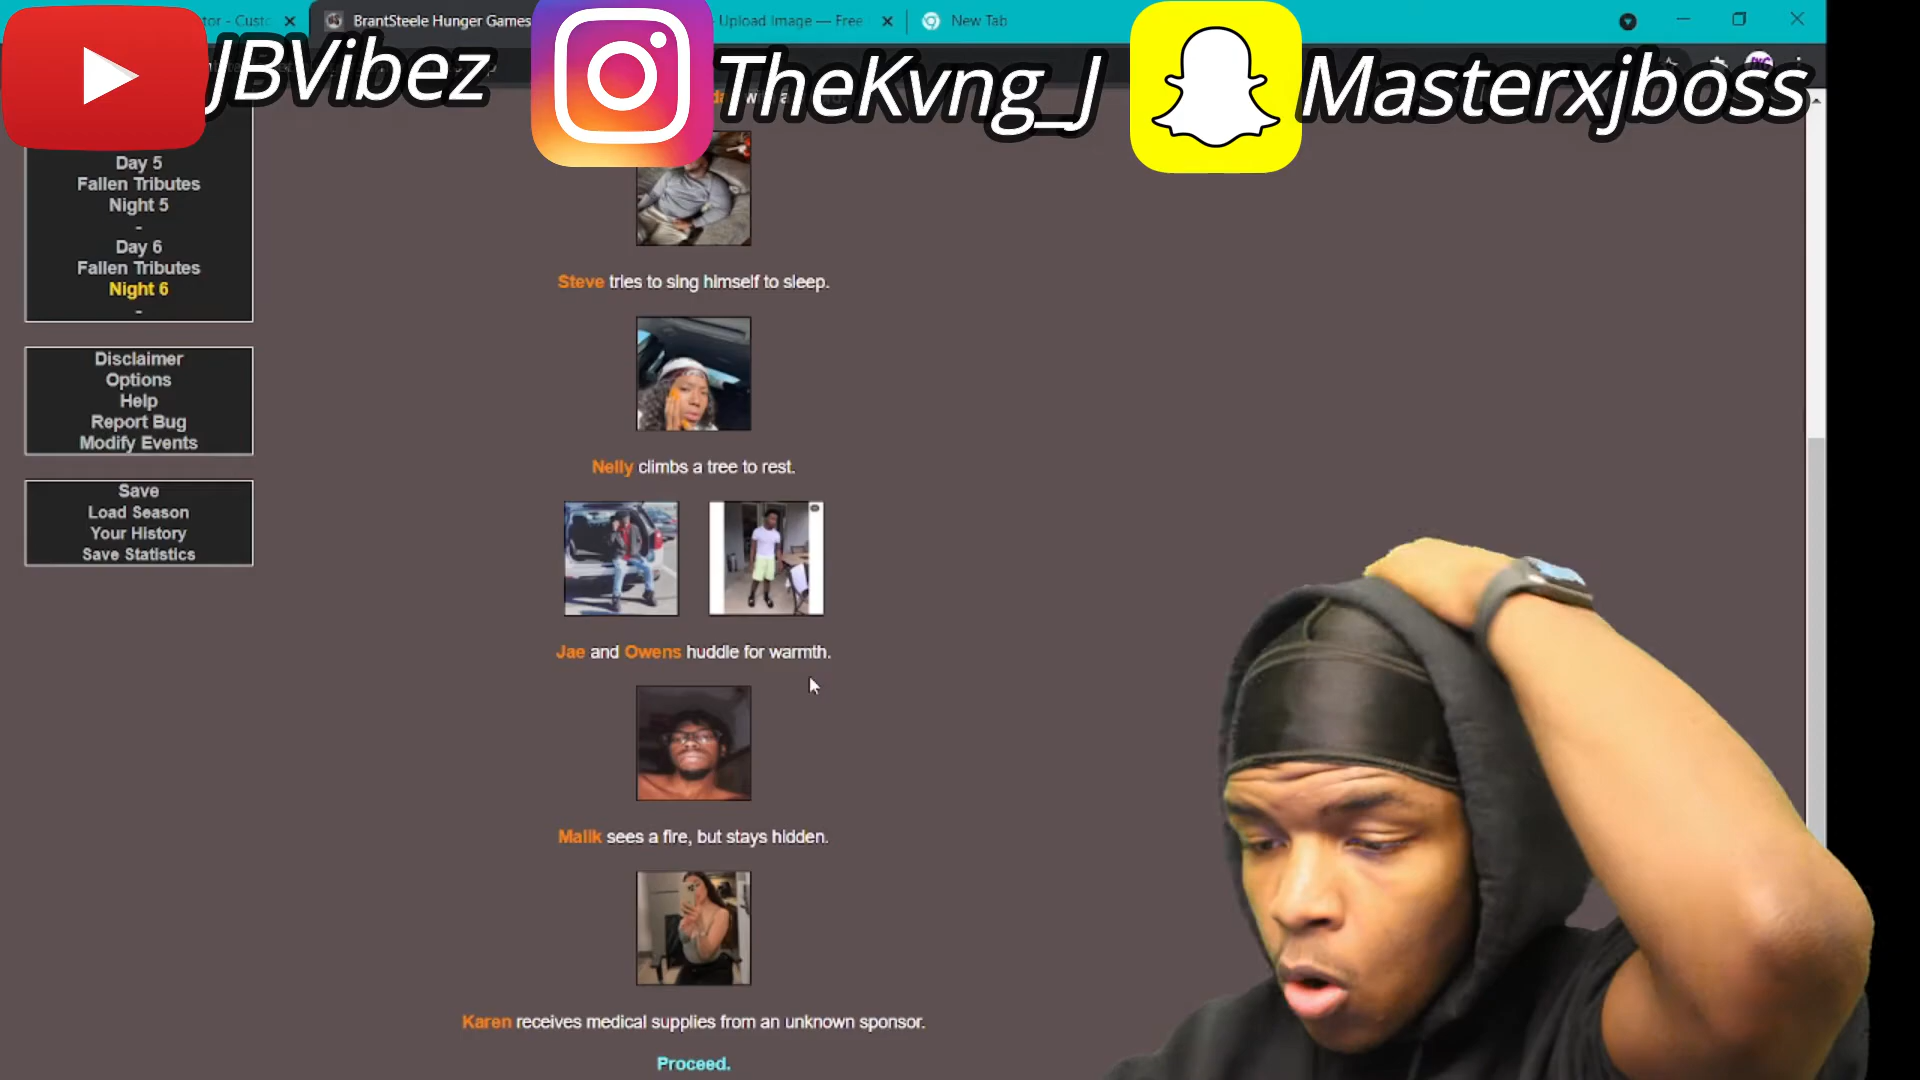 BrantSteele Hunger Games
Upload Image — Free
New Tab
JBVibez
TheKvng_J
Masterxjboss
Day 5
Fallen Tributes
Night 5
-
Day 6
Fallen Tributes
Night 6
-
Disclaimer
Options
Help
Report Bug
Modify Events
Save
Load Season
Your History
Save Statistics
Steve tries to sing himself to sleep.
Nelly climbs a tree to rest.
Jae and Owens huddle for warmth.
Malik sees a fire, but stays hidden.
Karen receives medical supplies from an unknown sponsor.
Proceed.